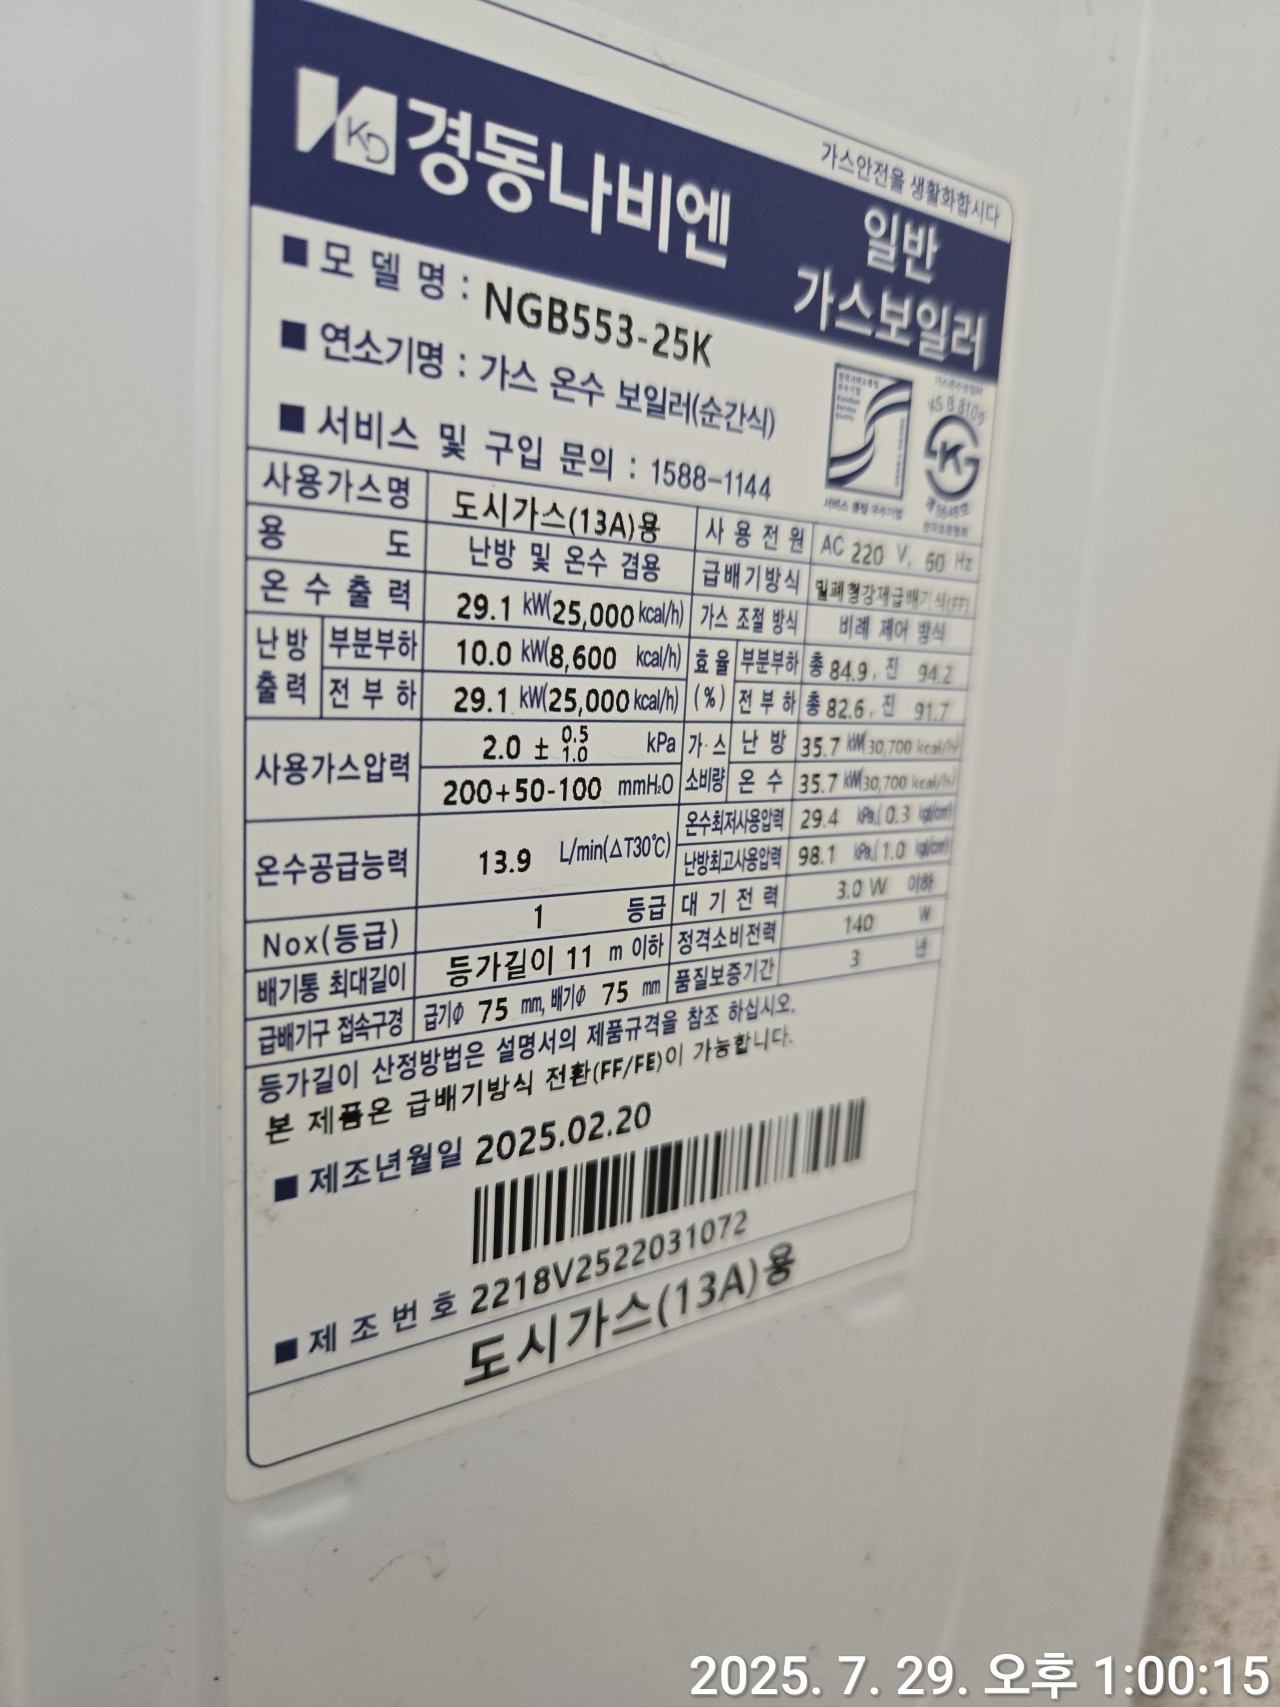 가스안전을 생활화합시다
KD 경동나비엔
일반
가스보일러
■ 모 델 명 : NGB553-25K
■ 연소기명 : 가스 온수 보일러(순간식)
■ 서비스 및 구입 문의 : 1588-1144
사용가스명 도시가스(13A)용 사 용 전 원 AC 220 V, 60 Hz
용 도 난방 및 온수 겸용 급배기방식 밀폐형강제급배기식(FF)
온 수 출 력 29.1 kW(25,000 kcal/h) 가스 조절 방식 비례 제어 방식
난 방 출 력 부분부하 10.0 kW(8,600 kcal/h) 효 율 (%) 부분부하 총 84.9, 진 94.2
전 부 하 29.1 kW(25,000 kcal/h) 전 부 하 총 82.6, 진 91.7
사용가스압력 2.0 ± 0.5 1.0 kPa 가·스 소비량 난 방 35.7 kW(30,700 kcal/h)
200+50-100 mmH₂O 온 수 35.7 kW(30,700 kcal/h)
온수공급능력 13.9 L/min(△T30℃) 온수최저사용압력 29.4 kPa,( 0.3 kgf/cm²)
난방최고사용압력 98.1 kPa,( 1.0 kgf/cm²)
Nox(등급) 1 등급 대 기 전 력 3.0 W 이하
배기통 최대길이 등가길이 11 m 이하 정격소비전력 140 W
급배기구 접속구경 급기Φ 75 mm, 배기Φ 75 mm 품질보증기간 3 년
등가길이 산정방법은 설명서의 제품규격을 참조 하십시오.
본 제품은 급배기방식 전환(FF/FE)이 가능합니다.
■ 제조년월일 2025.02.20
■ 제 조 번 호 2218V2522031072
도시가스(13A)용
2025. 7. 29. 오후 1:00:15